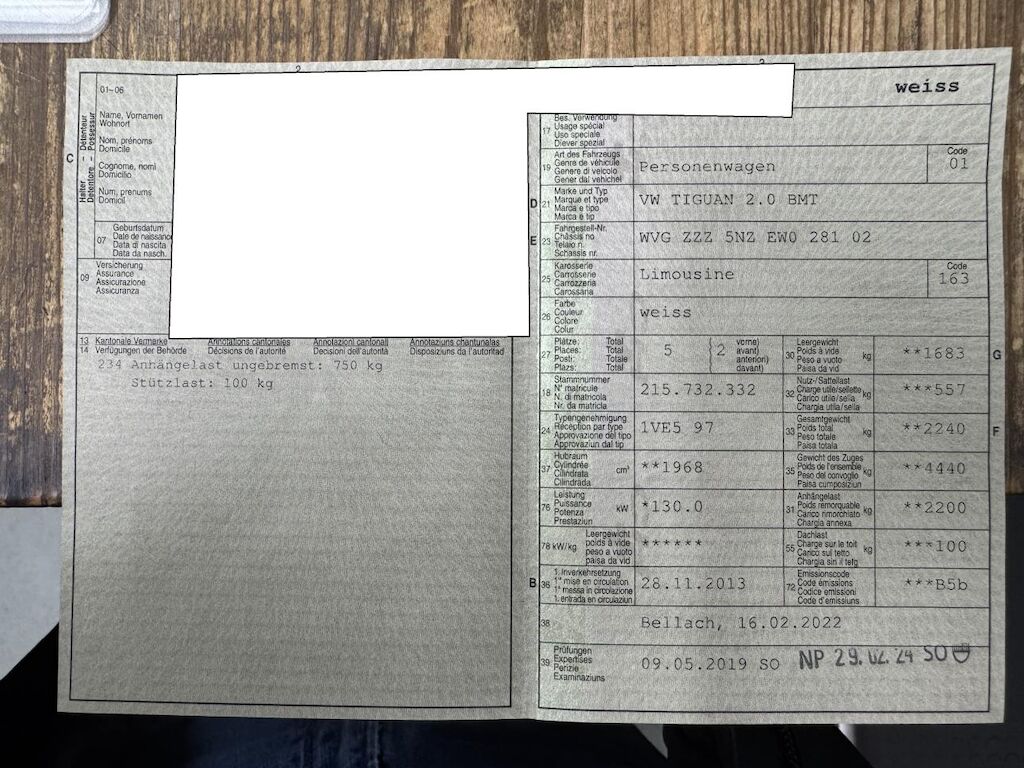 2
3
01-06
Name, Vornamen
Wohnort
Nom, prénoms
Domicile
Cognome, nomi
Domicilio
Num, prenums
Domicil
C
Halter - Détenteur
Detentore - Possessur
07
Geburtsdatum
Date de naissance
Data di nascita
Data da nasch.
09
Versicherung
Assurance
Assicurazione
Assicuranza
13 Kantonale Vermerke Annotations cantonales Annotazioni cantonali Annotaziuns chantunalas
14 Verfügungen der Behörde Décisions de l'autorité Decisioni dell'autorità Disposiziuns da l'autoritad
234 Anhängelast ungebremst: 750 kg
Stützlast: 100 kg
weiss
17
Bes. Verwendung
Usage spécial
Uso speciale
Diever spezial
19
Art des Fahrzeugs
Genre de véhicule
Genere di veicolo
Gener dal vehichel
Personenwagen
Code
01
D 21
Marke und Typ
Marque et type
Marca e tipo
Marca e tip
VW TIGUAN 2.0 BMT
E 23
Fahrgestell-Nr.
Châssis no
Telaio n.
Schassis nr.
WVG ZZZ 5NZ EW0 281 02
25
Karosserie
Carrosserie
Carrozzeria
Carossaria
Limousine
Code
163
26
Farbe
Couleur
Colore
Colur
weiss
27
Plätze: Total
Places: Total
Posti: Totale
Plazs: Total
5 ( 2
vorne)
avant)
anteriori)
davant)
30
Leergewicht
Poids à vide
Peso a vuoto
Paisa da vid
kg
**1683
G
18
Stammnummer
N° matricule
N. di matricola
Nr. da matricla
215.732.332
32
Nutz-/Sattellast
Charge utile/sellette
Carico utile/sella
Chargia utila/sella
kg
***557
24
Typengenehmigung
Réception par type
Approvazione del tipo
Approvaziun dal tip
1VE5 97
33
Gesamtgewicht
Poids total
Peso totale
Paisa totala
kg
**2240
F
37
Hubraum
Cylindrée
Cilindrata
Cilindrada
cm³
**1968
35
Gewicht des Zuges
Poids de l'ensemble
Peso del convoglio
Paisa cumposiziun
kg
**4440
76
Leistung
Puissance
Potenza
Prestaziun
kW
*130.0
31
Anhängelast
Poids remorquable
Carico rimorchiato
Chargia annexa
kg
**2200
78 kW/kg
Leergewicht
poids à vide
peso a vuoto
paisa da vid
******
55
Dachlast
Charge sur le toit
Carico sul tetto
Chargia sin il tetg
kg
***100
B 36
1. Inverkehrsetzung
1re mise en circulation
1a messa in circolazione
1. entrada en circulaziun
28.11.2013
72
Emissionscode
Code émissions
Codice emissioni
Code d'emissiuns
***B5b
38
Bellach, 16.02.2022
39
Prüfungen
Expertises
Perizie
Examinaziuns
09.05.2019 SO
NP 29.02.24 SO